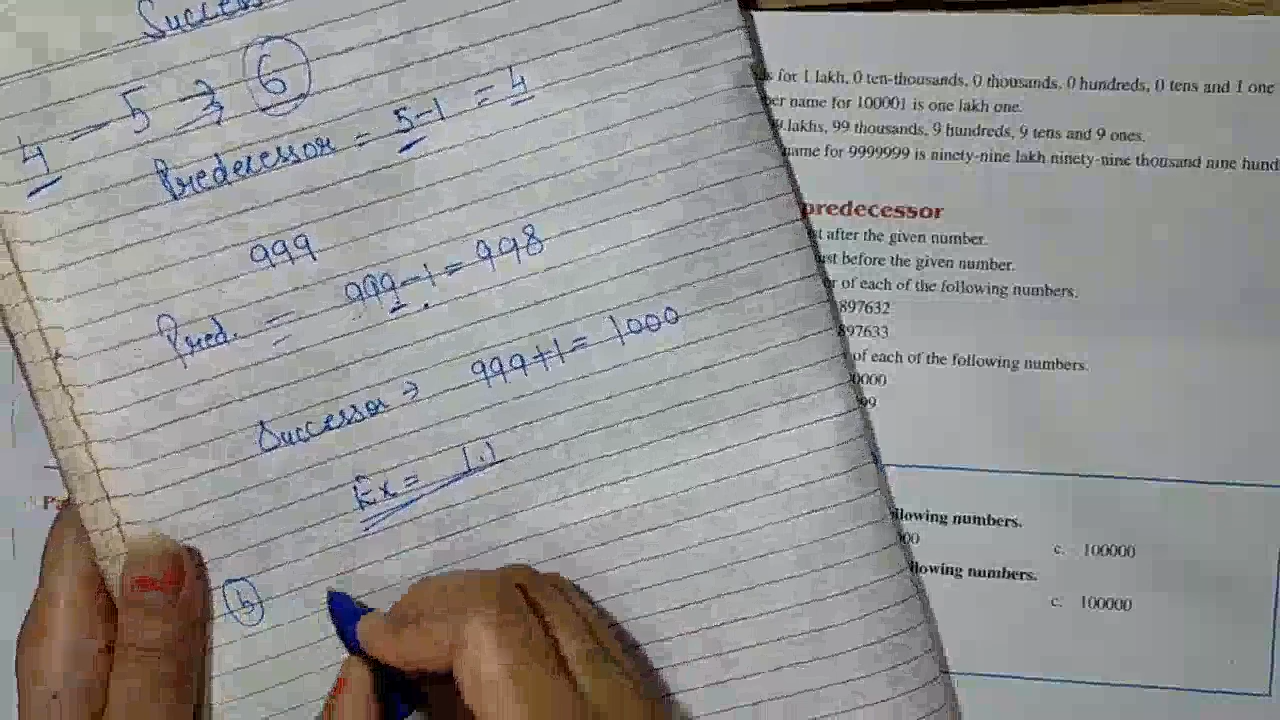 4 – 5 → 6
Predecessor = 5-1 = 4
999
Pred. = 999-1 = 998
Successor → 999+1 = 1000
Ex = 1.1
b
for 1 lakh, 0 ten-thousands, 0 thousands, 0 hundreds, 0 tens and 1 one
name for 100001 is one lakh one.
lakhs, 99 thousands, 9 hundreds, 9 tens and 9 ones.
name for 9999999 is ninety-nine lakh ninety-nine thousand nine hund
predecessor
after the given number.
before the given number.
of each of the following numbers.
897632
897633
of each of the following numbers.
0000
99
llowing numbers.
00 c. 100000
llowing numbers.
c. 100000